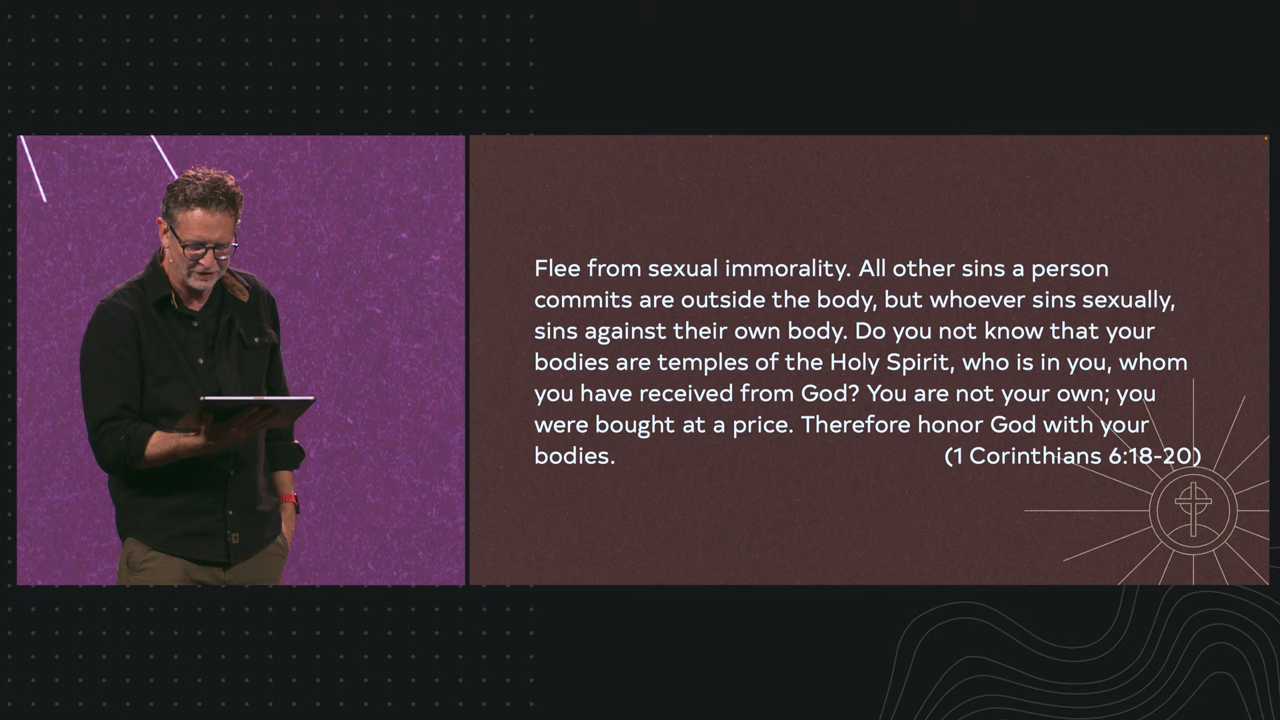 Flee from sexual immorality. All other sins a person
commits are outside the body, but whoever sins sexually,
sins against their own body. Do you not know that your
bodies are temples of the Holy Spirit, who is in you, whom
you have received from God? You are not your own; you
were bought at a price. Therefore honor God with your
bodies. (1 Corinthians 6:18-20)